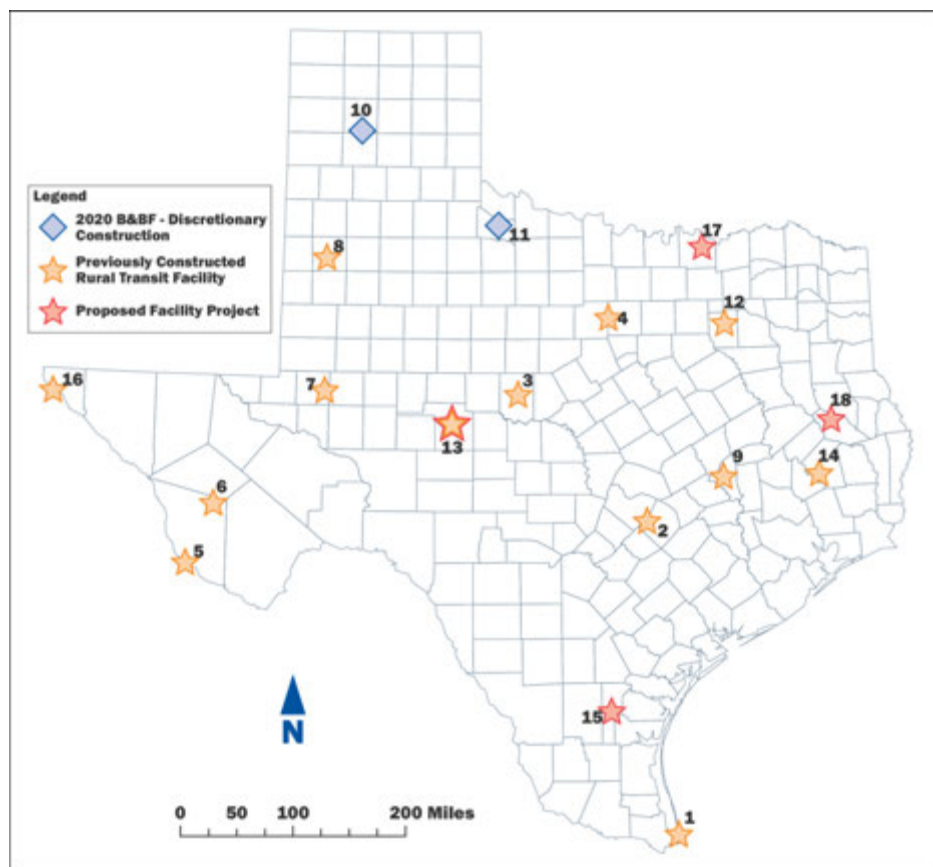 10
Legend
2020 B&BF - Discretionary
Construction
Previously Constructed
Rural Transit Facility
Proposed Facility Project
11
17
8
4
12
16
7
3
13
18
14
9
6
2
5
15
N
0 50 100 200 Miles
1